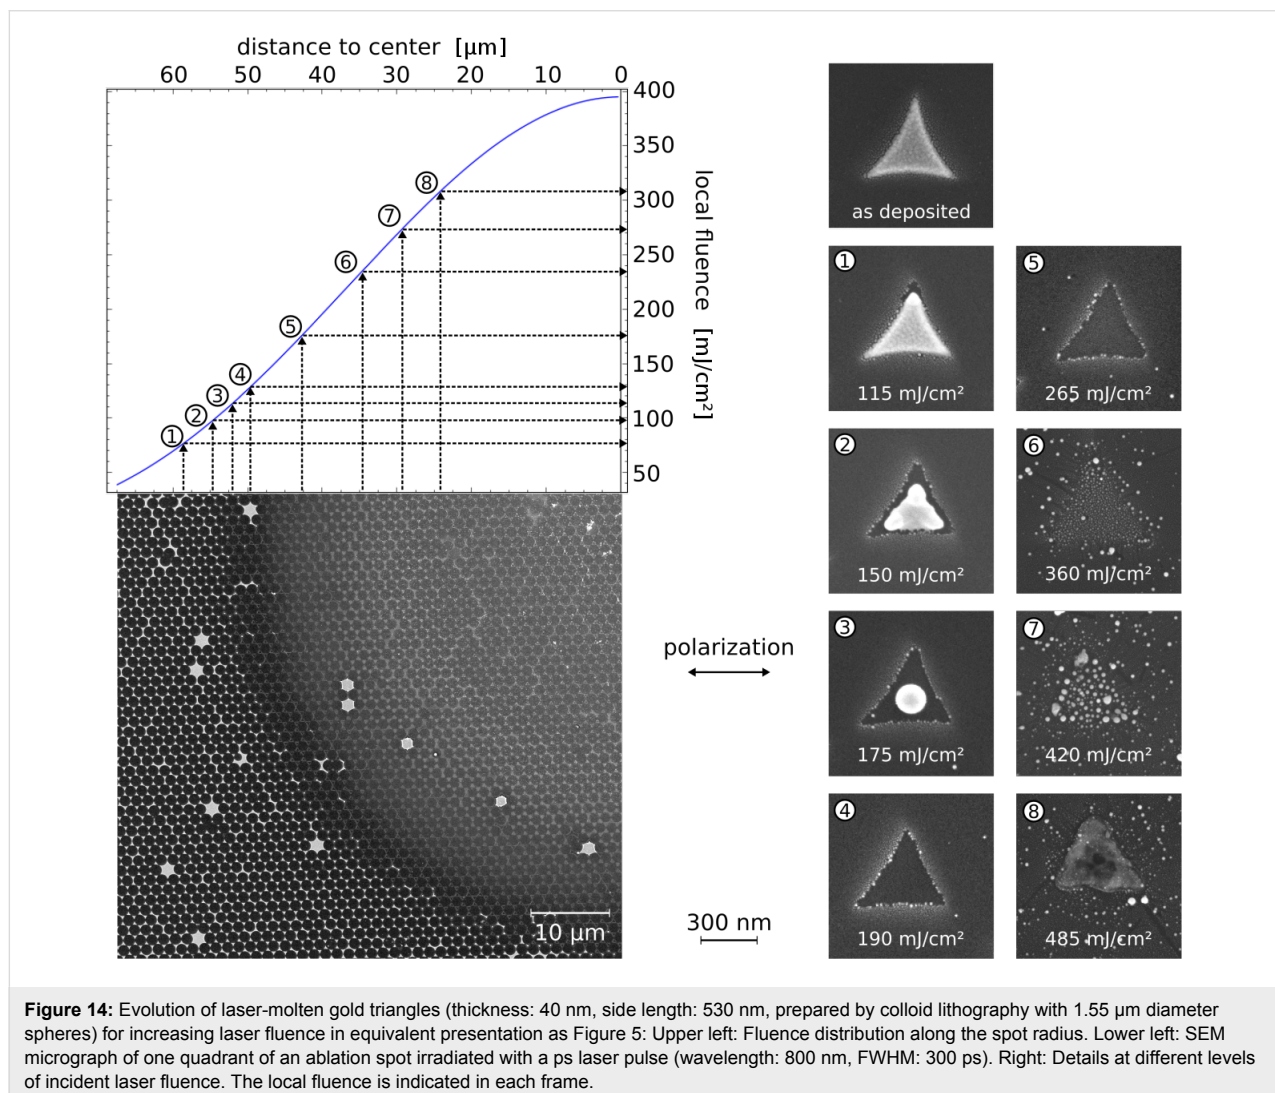 distance to center [µm]
60 50 40 30 20 10 0
400
350
300
250
200
150
100
50
local fluence [mJ/cm²]
①
②
③
④
⑤
⑥
⑦
⑧
10 µm
polarization
300 nm
as deposited
①
115 mJ/cm²
②
150 mJ/cm²
③
175 mJ/cm²
④
190 mJ/cm²
⑤
265 mJ/cm²
⑥
360 mJ/cm²
⑦
420 mJ/cm²
⑧
485 mJ/cm²
Figure 14: Evolution of laser-molten gold triangles (thickness: 40 nm, side length: 530 nm, prepared by colloid lithography with 1.55 µm diameter
spheres) for increasing laser fluence in equivalent presentation as Figure 5: Upper left: Fluence distribution along the spot radius. Lower left: SEM
micrograph of one quadrant of an ablation spot irradiated with a ps laser pulse (wavelength: 800 nm, FWHM: 300 ps). Right: Details at different levels
of incident laser fluence. The local fluence is indicated in each frame.